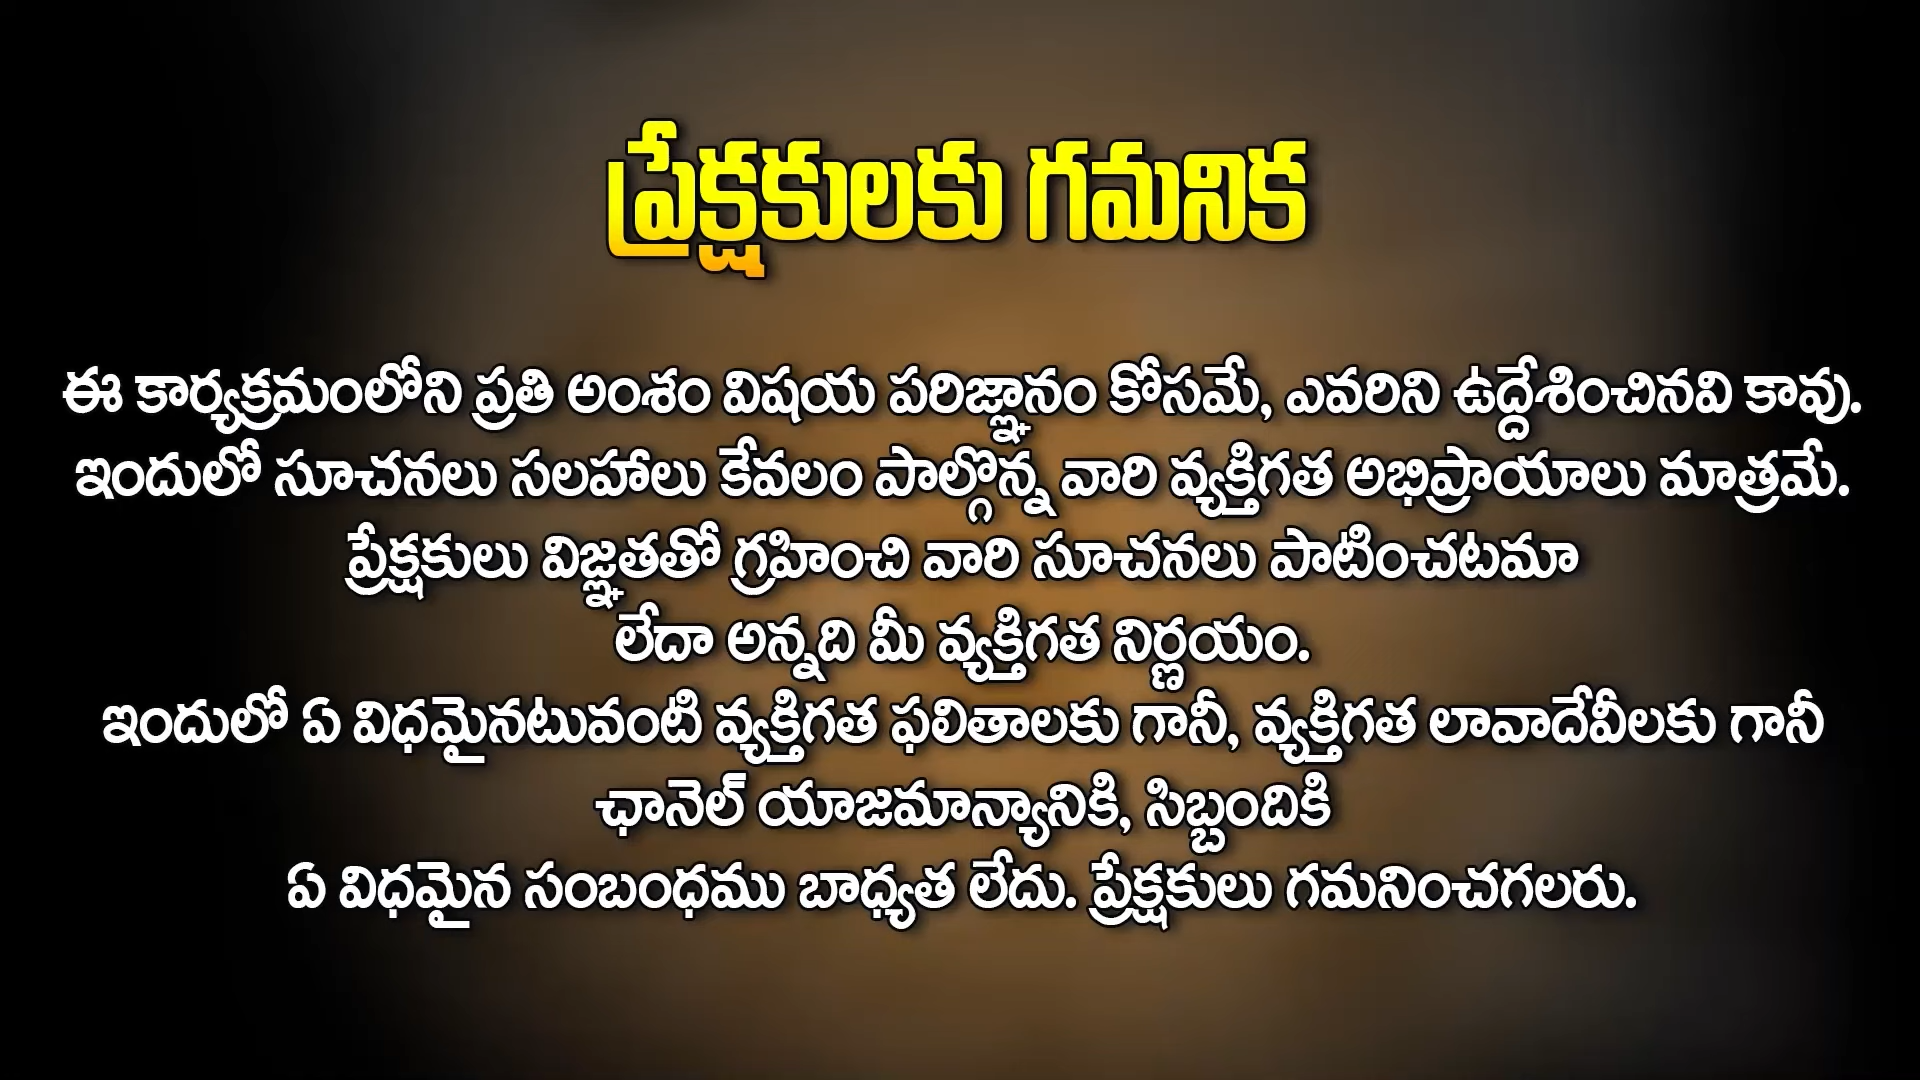 ప్రేక్షకులకు గమనిక
ఈ కార్యక్రమంలోని ప్రతి అంశం విషయ పరిజ్ఞానం కోసమే, ఎవరిని ఉద్దేశించినవి కావు.
ఇందులో సూచనలు సలహాలు కేవలం పాల్గొన్న వారి వ్యక్తిగత అభిప్రాయాలు మాత్రమే.
ప్రేక్షకులు విజ్ఞతతో గ్రహించి వారి సూచనలు పాటించటమా
లేదా అన్నది మీ వ్యక్తిగత నిర్ణయం.
ఇందులో ఏ విధమైనటువంటి వ్యక్తిగత ఫలితాలకు గానీ, వ్యక్తిగత లావాదేవీలకు గానీ
ఛానెల్ యాజమాన్యానికి, సిబ్బందికి
ఏ విధమైన సంబంధము బాధ్యత లేదు. ప్రేక్షకులు గమనించగలరు.